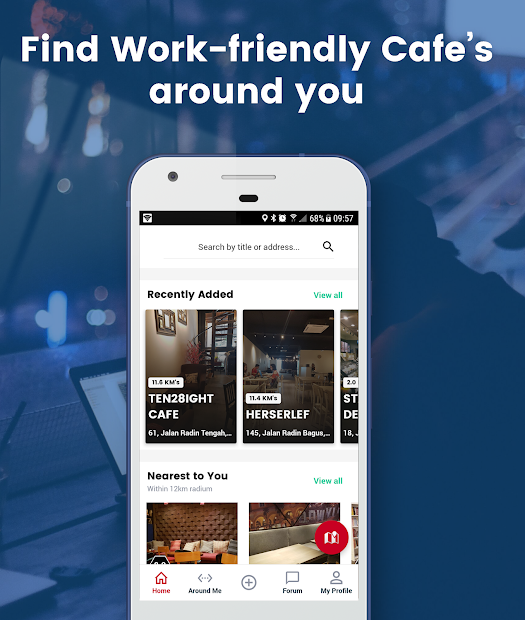 Find Work-friendly Cafe's
around you
68% 09:57
Search by title or address...
Recently Added
View all
11.6 KM's
TEN28IGHT
CAFE
61, Jalan Radin Tengah,...
11.4 KM's
HERSERLEF
145, Jalan Radin Bagus,...
2.0
ST
DE
18, J
Nearest to You
View all
Within 12km radium
Home
Around Me
Forum
My Profile